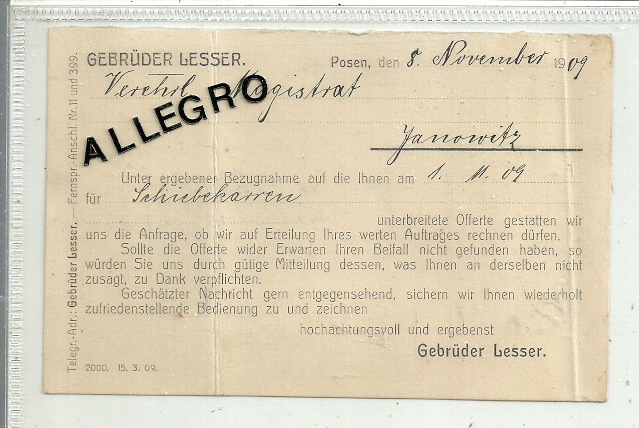 GEBRÜDER LESSER.
Posen, den 8. November 1909
Verehrl. Magistrat
ALLEGRO
Janowitz
Unter ergebener Bezugnahme auf die Ihnen am 1. 11. 09
für Schiebekarren
unterbreitete Offerte gestatten wir
uns die Anfrage, ob wir auf Erteilung Ihres werten Auftrages rechnen dürfen.
Sollte die Offerte wider Erwarten Ihren Beifall nicht gefunden haben, so
würden Sie uns durch gütige Mitteilung dessen, was Ihnen an derselben nicht
zusagt, zu Dank verpflichten.
Geschätzter Nachricht gern entgegensehend, sichern wir Ihnen wiederholt
zufriedenstellende Bedienung zu und zeichnen
hochachtungsvoll und ergebenst
Gebrüder Lesser.
2000. 15. 3. 09.
Telegr.-Adr.: Gebrüder Lesser. — Fernspr.-Anschl. Nr. 11 und 399.